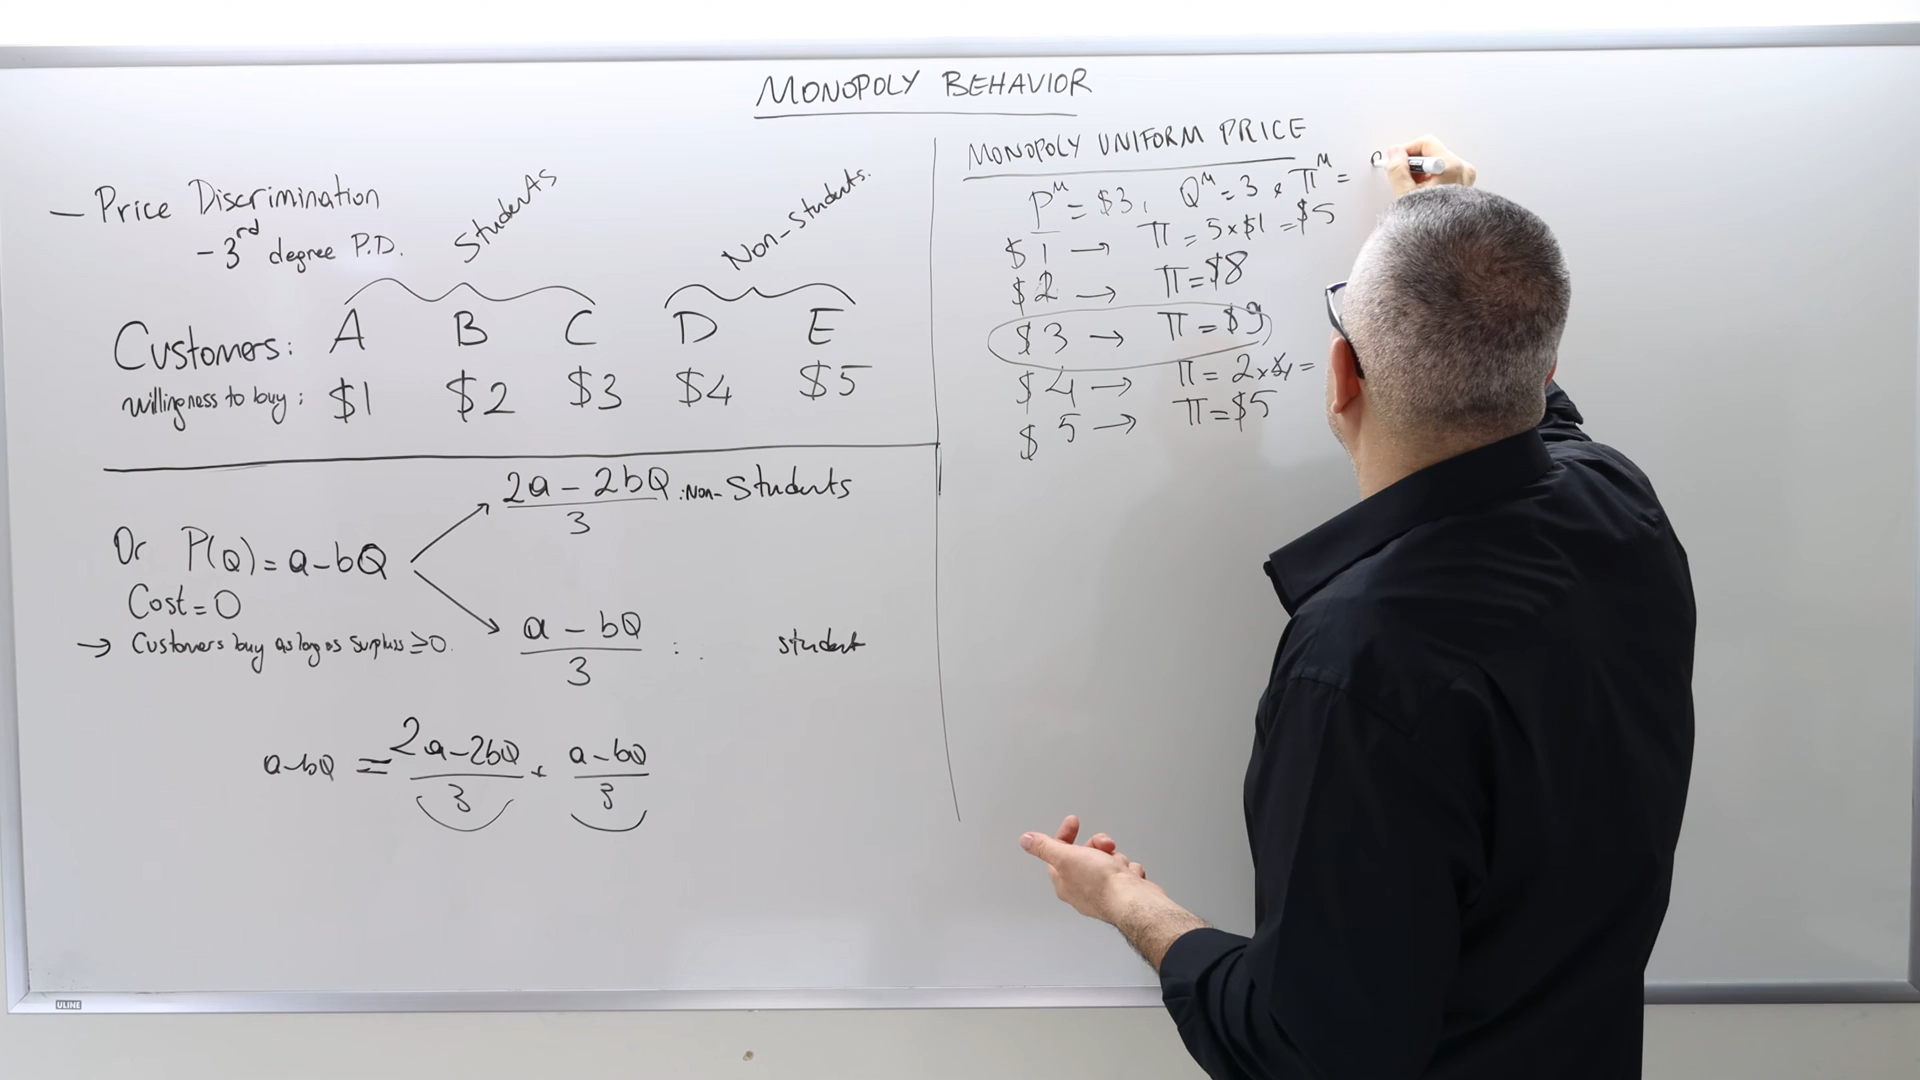 MONOPOLY BEHAVIOR
- Price Discrimination
- 3rd degree P.D.
Students
Non-Students.
Customers: A B C D E
willingness to buy: $1 $2 $3 $4 $5
2a - 2bQ : Non-Students
3
Or P(Q) = a - bQ
Cost = 0
→ Customers buy as long as surpluss ≥ 0.
a - bQ : student
3
a-bQ = 2a-2bQ + a-bQ
3 3
MONOPOLY UNIFORM PRICE
P^M = $3, Q^M = 3, π^M =
$1 → π = 5×$1 = $5
$2 → π = $8
$3 → π = $9
$4 → π = 2×$4 =
$5 → π = $5
ULINE